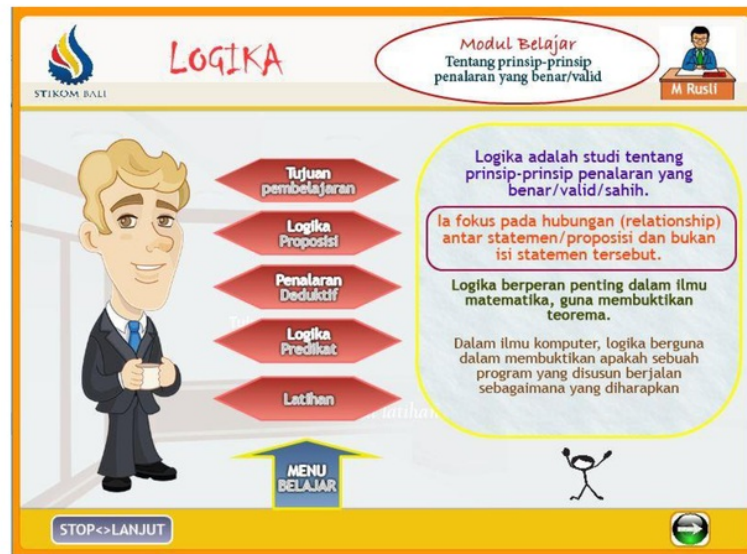 STIKOM BALI
LOGIKA
Modul Belajar
Tentang prinsip-prinsip
penalaran yang benar/valid
M Rusli
Tujuan
pembelajaran
Logika
Proposisi
Penalaran
Deduktif
Logika
Predikat
Latihan
latihan
MENU
BELAJAR
Logika adalah studi tentang
prinsip-prinsip penalaran yang
benar/valid/sahih.
Ia fokus pada hubungan (relationship)
antar statemen/proposisi dan bukan
isi statemen tersebut.
Logika berperan penting dalam ilmu
matematika, guna membuktikan
teorema.
Dalam ilmu komputer, logika berguna
dalam membuktikan apakah sebuah
program yang disusun berjalan
sebagaimana yang diharapkan
STOP<>LANJUT